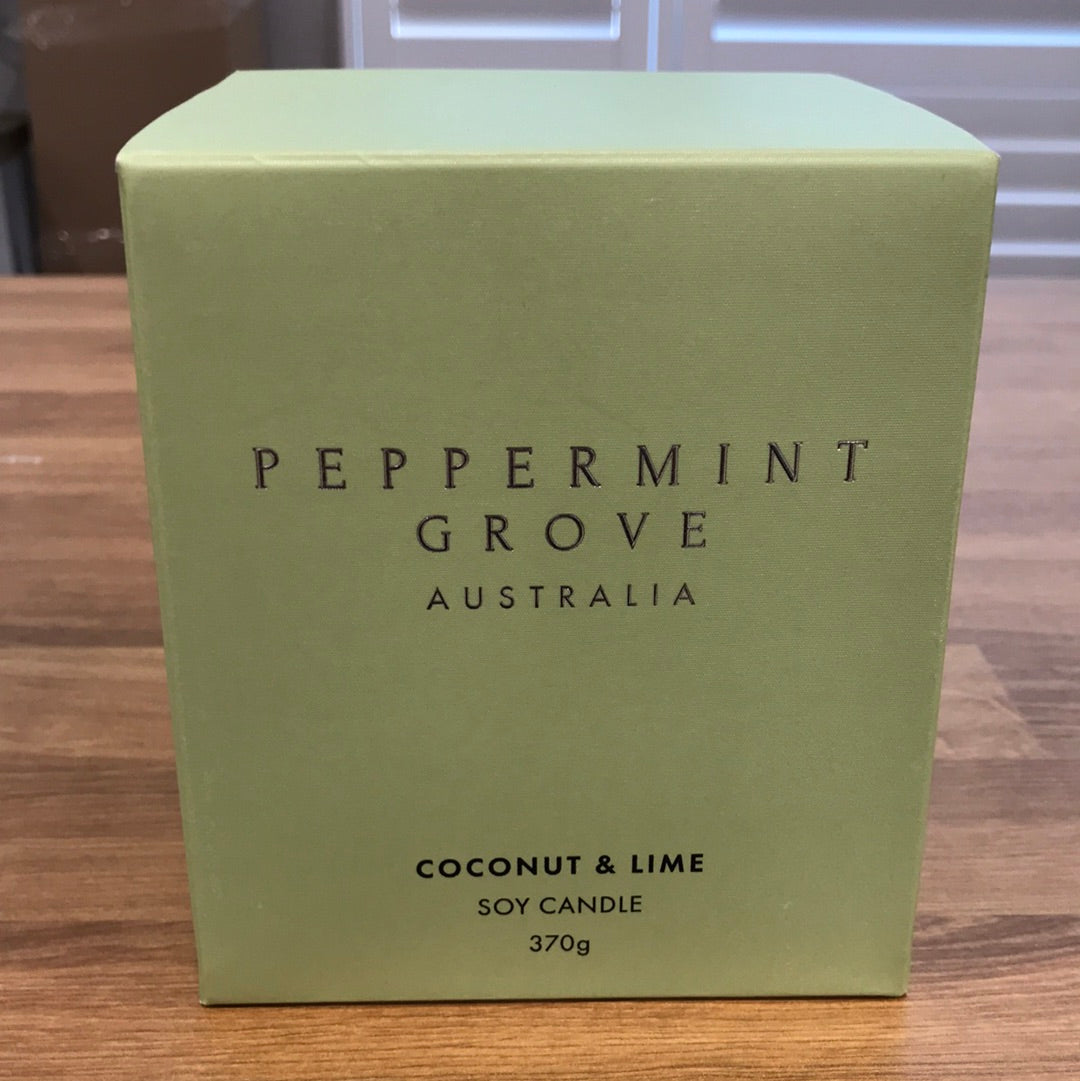 PEPPERMINT
GROVE
AUSTRALIA
COCONUT & LIME
SOY CANDLE
370g